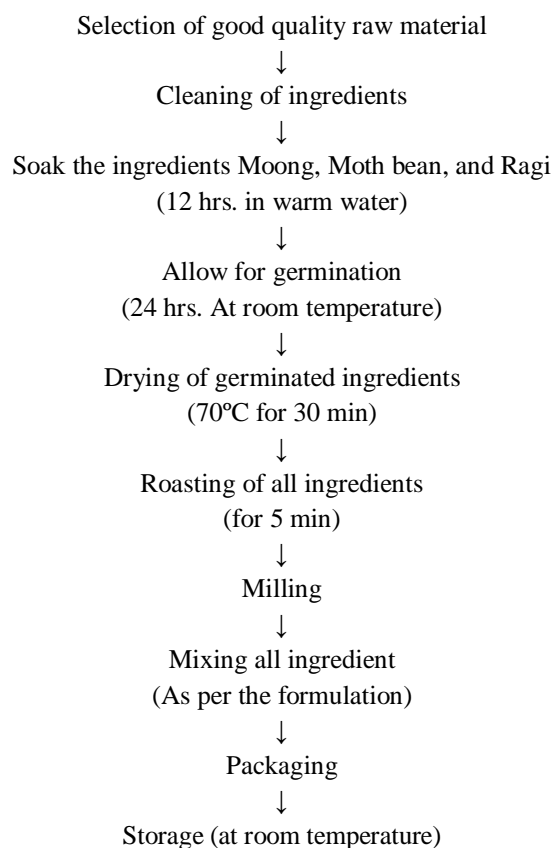 Selection of good quality raw material
↓
Cleaning of ingredients
↓
Soak the ingredients Moong, Moth bean, and Ragi
(12 hrs. in warm water)
↓
Allow for germination
(24 hrs. At room temperature)
↓
Drying of germinated ingredients
(70ºC for 30 min)
↓
Roasting of all ingredients
(for 5 min)
↓
Milling
↓
Mixing all ingredient
(As per the formulation)
↓
Packaging
↓
Storage (at room temperature)